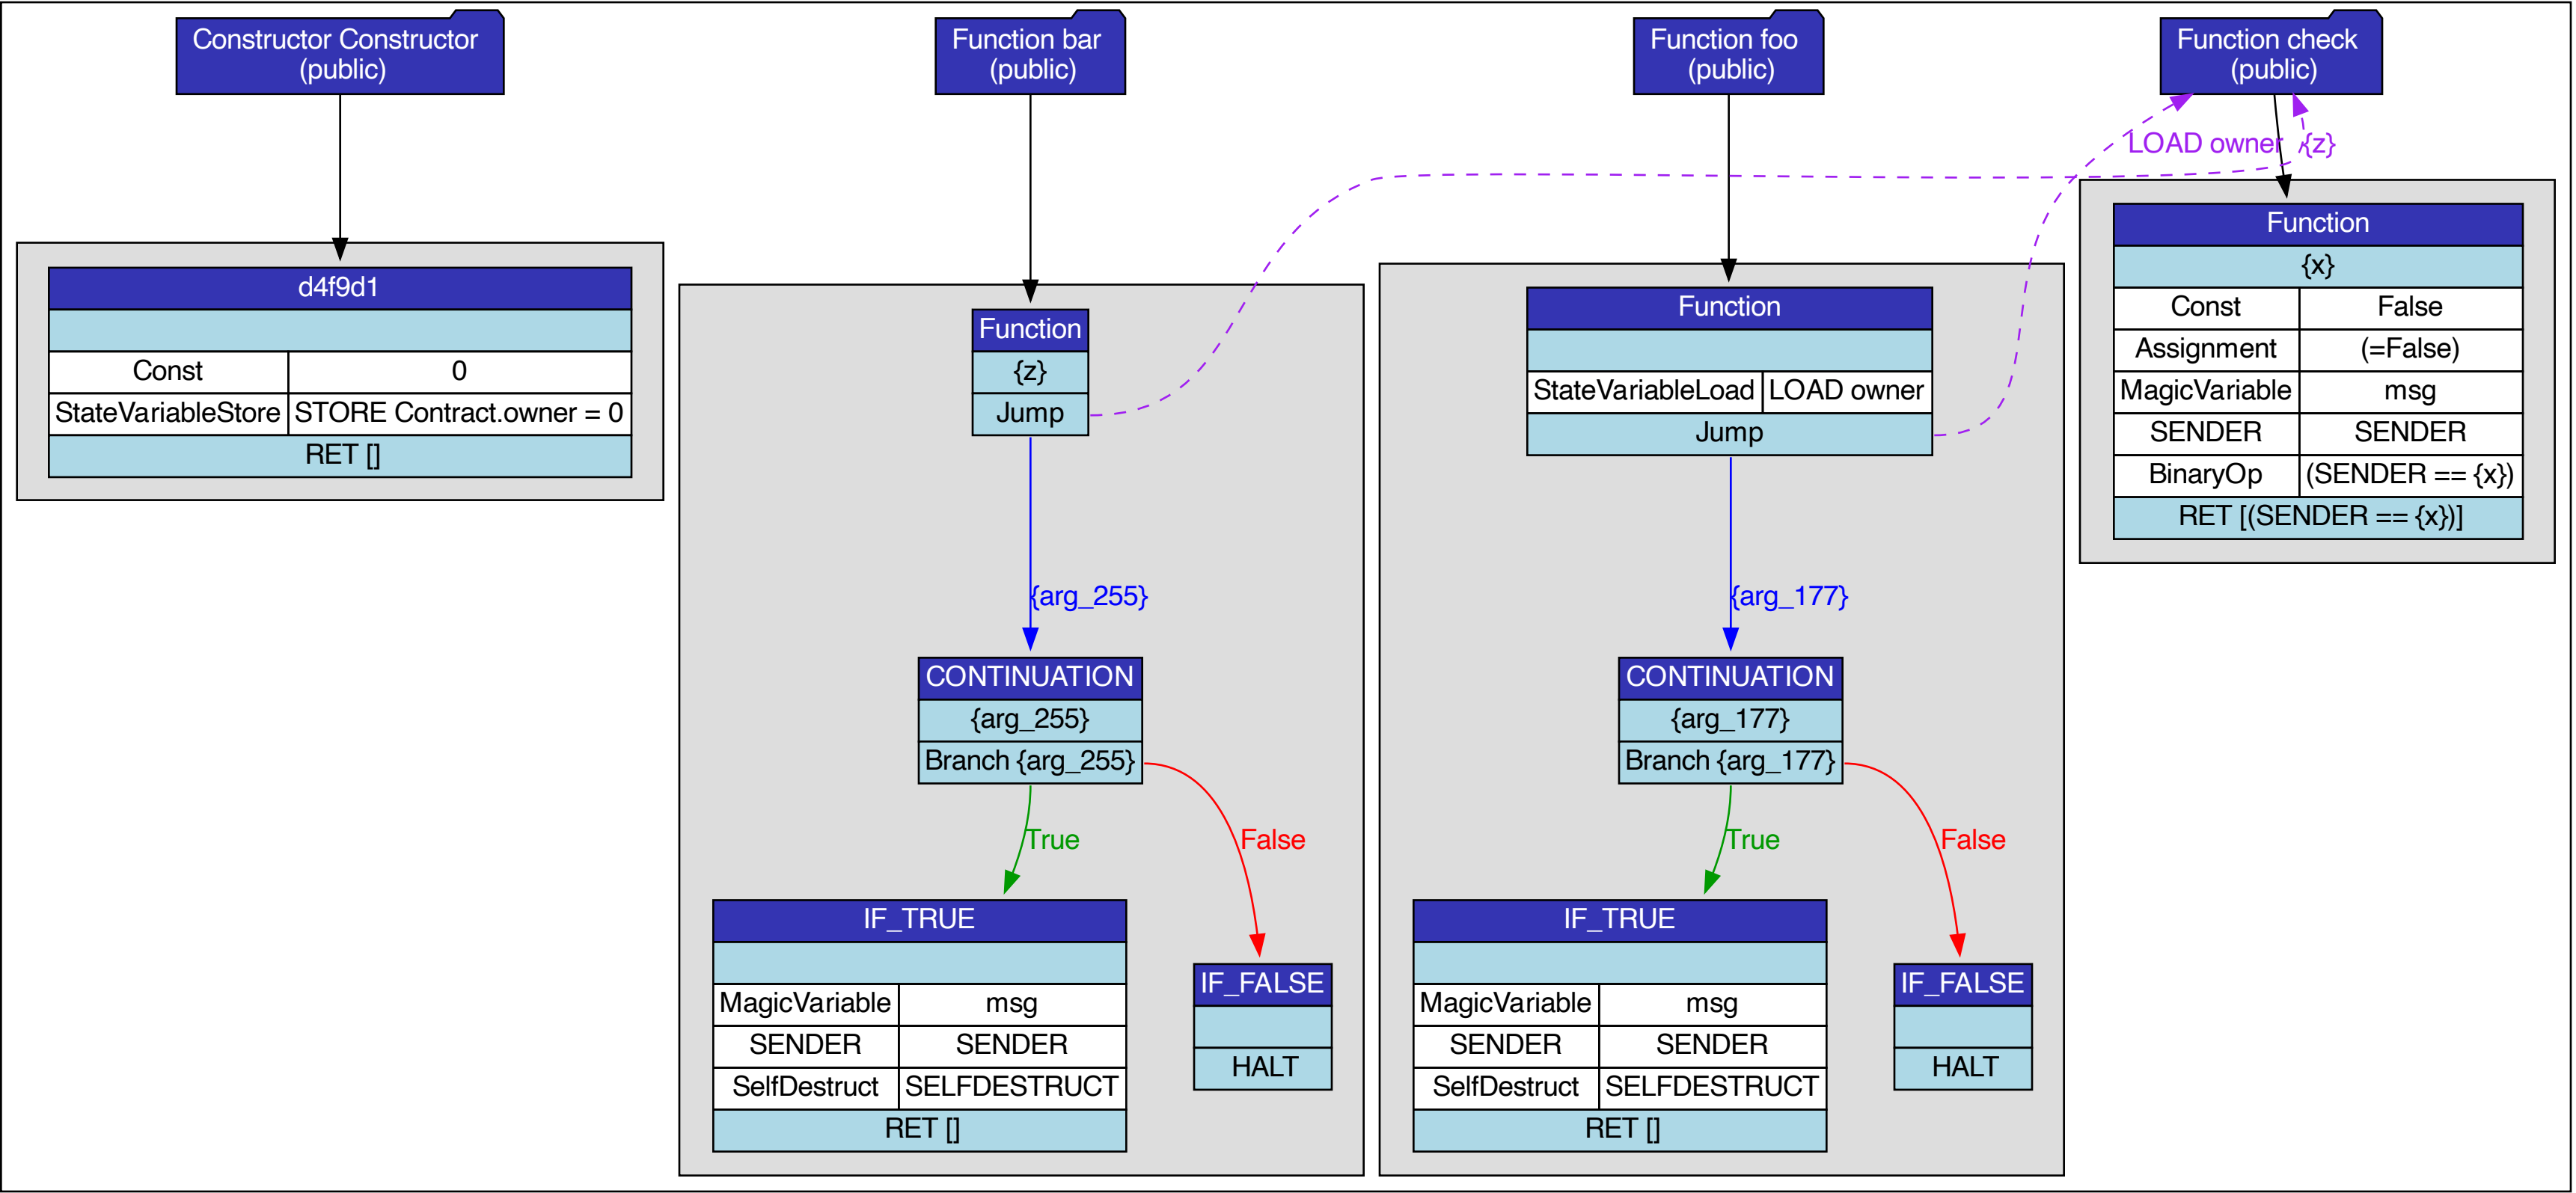 Constructor Constructor
(public)
Function bar
(public)
Function foo
(public)
Function check
(public)
LOAD owner
{z}
d4f9d1
Const 0
StateVariableStore STORE Contract.owner = 0
RET []
Function
{z}
Jump
{arg_255}
CONTINUATION
{arg_255}
Branch {arg_255}
True
False
IF_TRUE
MagicVariable msg
SENDER SENDER
SelfDestruct SELFDESTRUCT
RET []
IF_FALSE
HALT
Function
StateVariableLoad LOAD owner
Jump
{arg_177}
CONTINUATION
{arg_177}
Branch {arg_177}
True
False
IF_TRUE
MagicVariable msg
SENDER SENDER
SelfDestruct SELFDESTRUCT
RET []
IF_FALSE
HALT
Function
{x}
Const False
Assignment (=False)
MagicVariable msg
SENDER SENDER
BinaryOp (SENDER == {x})
RET [(SENDER == {x})]